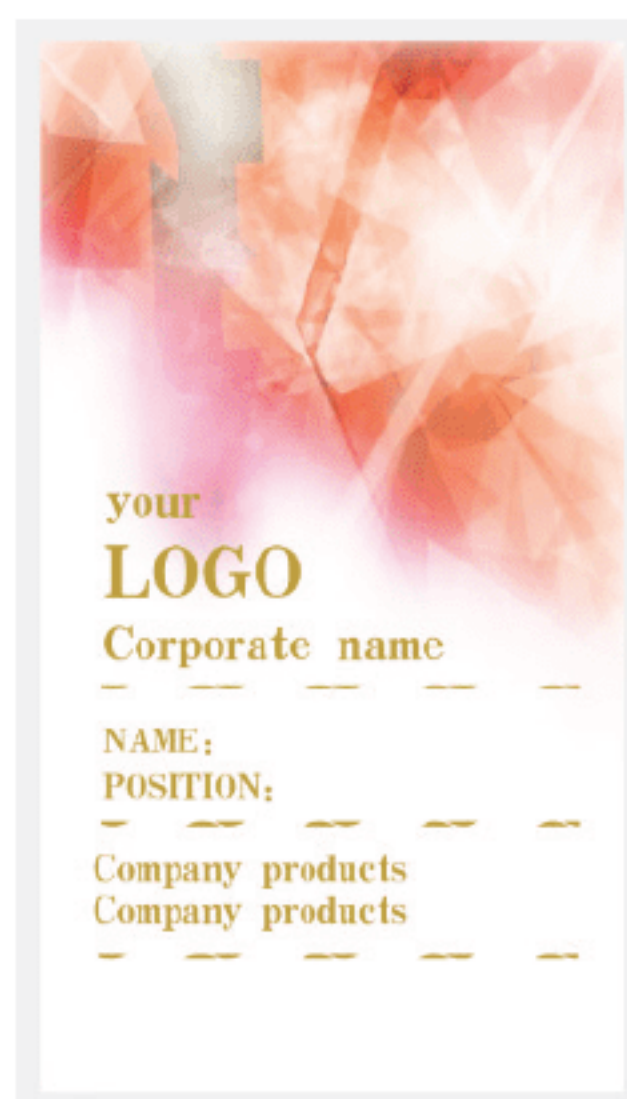 your
LOGO
Corporate name
NAME：
POSITION：
Company products
Company products